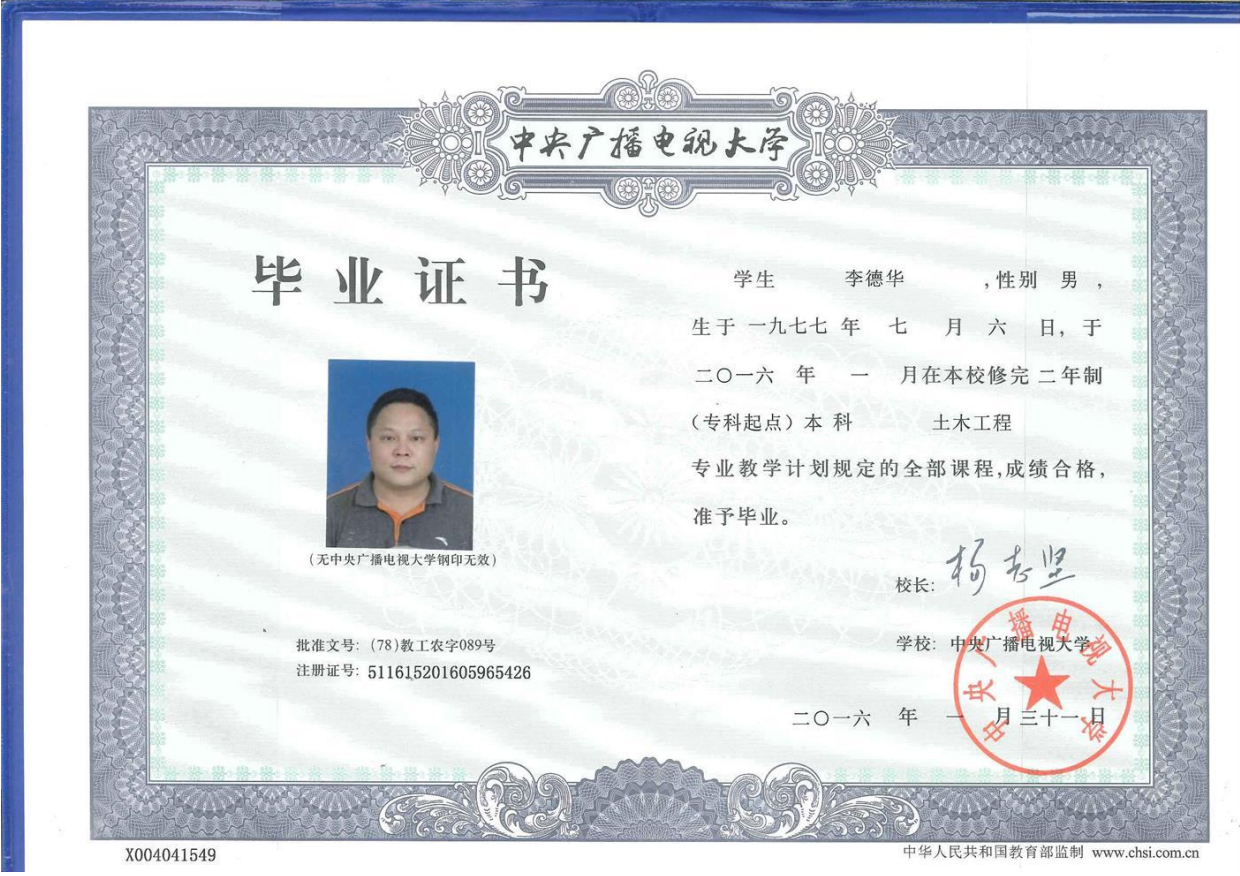 中央广播电视大学
毕业证书
学生 李德华 ,性别 男 ,
生于 一九七七 年 七 月 六 日, 于
二〇一六 年 一 月在本校修完 二年制
(专科起点)本 科 土木工程
专业教学计划规定的全部课程,成绩合格,
准予毕业。
(无中央广播电视大学钢印无效)
校长: 杨志坚
批准文号: (78)教工农字089号
注册证号: 511615201605965426
学校: 中央广播电视大学
中央广播电视大学
二〇一六 年 一 月三十一日
X004041549
中华人民共和国教育部监制 www.chsi.com.cn